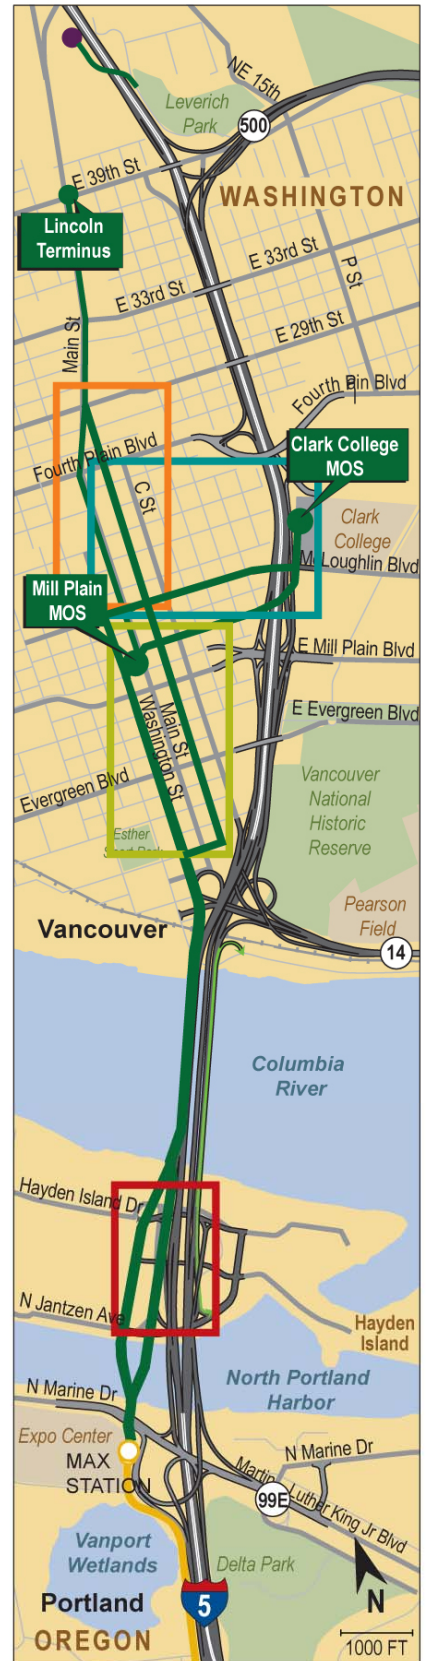 NE 15th
Leverich
Park
500
E 39th St
WASHINGTON
Lincoln
Terminus
E 33rd St
E 33rd St
P St
Main St
E 29th St
Fourth Pin Blvd
Fourth Plain Blvd
Clark College
MOS
C St
Clark
College
McLoughlin Blvd
Mill Plain
MOS
E Mill Plain Blvd
Main St
Washington St
E Evergreen Blvd
Evergreen Blvd
Vancouver
National
Historic
Reserve
Esther
Short Park
Pearson
Field
Vancouver
14
Columbia
River
Hayden Island Dr
N Jantzen Ave
Hayden
Island
North Portland
Harbor
N Marine Dr
Expo Center
MAX
STATION
N Marine Dr
Martin Luther King Jr Blvd
99E
Vanport
Wetlands
Delta Park
Portland
5
N
OREGON
1000 FT